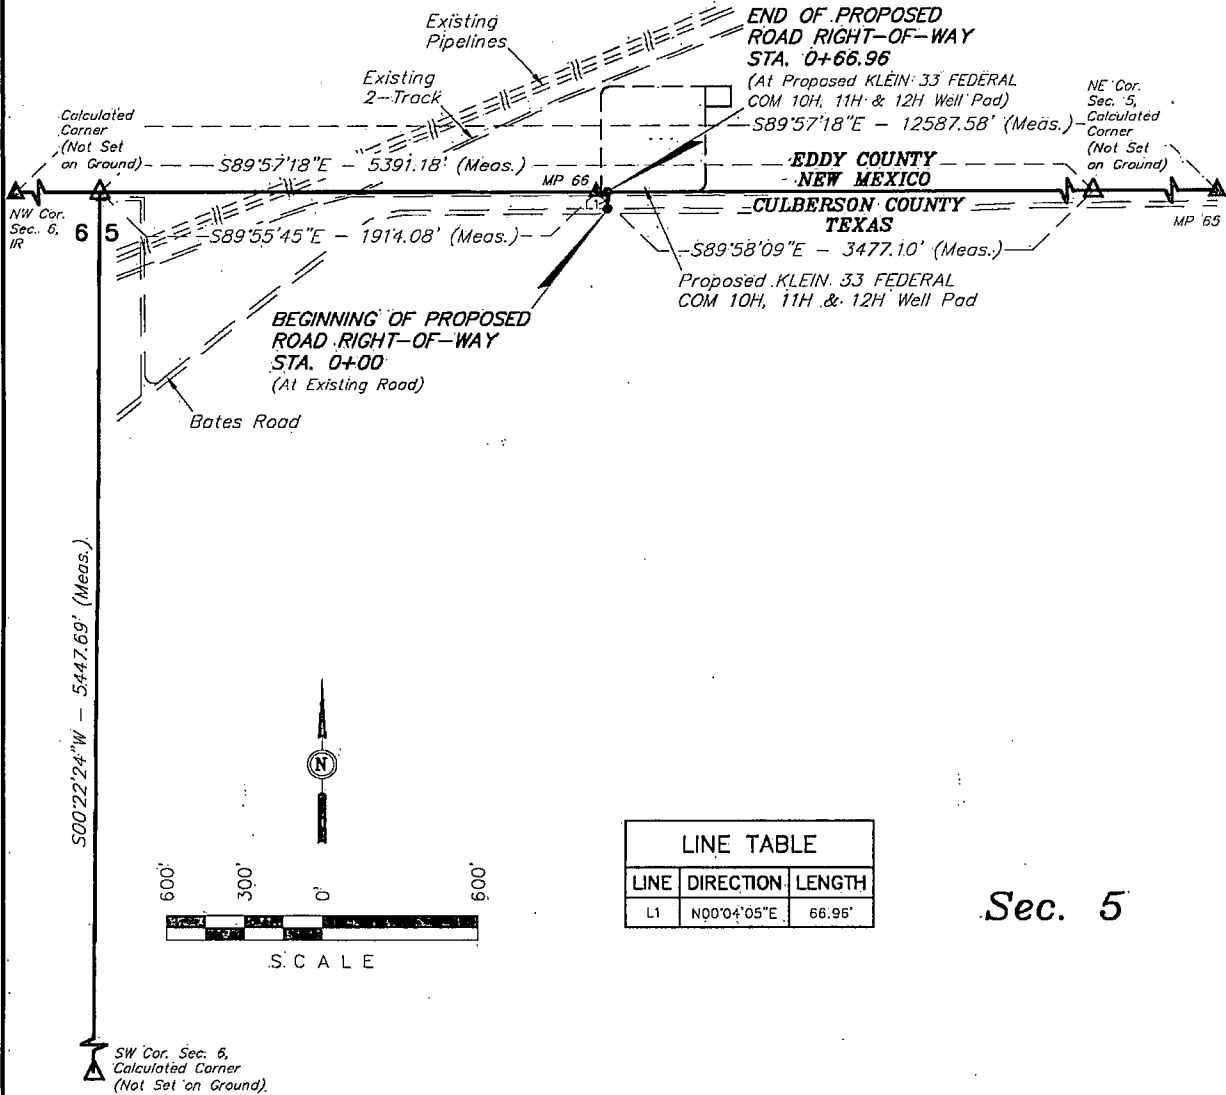 Existing
Pipelines
END OF PROPOSED
ROAD RIGHT-OF-WAY
STA. 0+66.96
(At Proposed KLEIN 33 FEDERAL
COM 10H, 11H & 12H Well Pad)
Existing
2-Track
NE Cor.
Sec. 5,
Calculated
Corner
(Not Set
on Ground)
Calculated
Corner
(Not Set
on Ground)
S89°57'18"E - 12587.58' (Meas.)
S89°57'18"E - 5391.18' (Meas.)
EDDY COUNTY
NEW MEXICO
MP 66
L1
NW Cor.
Sec. 6,
IR
6 5
CULBERSON COUNTY
TEXAS
MP 65
S89°55'45"E - 1914.08' (Meas.)
S89°58'09"E - 3477.10' (Meas.)
Proposed KLEIN 33 FEDERAL
COM 10H, 11H & 12H Well Pad
BEGINNING OF PROPOSED
ROAD RIGHT-OF-WAY
STA. 0+00
(At Existing Road)
Bates Road
S00°22'24"W - 5447.69' (Meas.)
N
600' 300' 0' 600'
SCALE
LINE TABLE
LINE DIRECTION LENGTH
L1 N00°04'05"E 66.96'
Sec. 5
SW Cor. Sec. 6,
Calculated Corner
(Not Set on Ground)